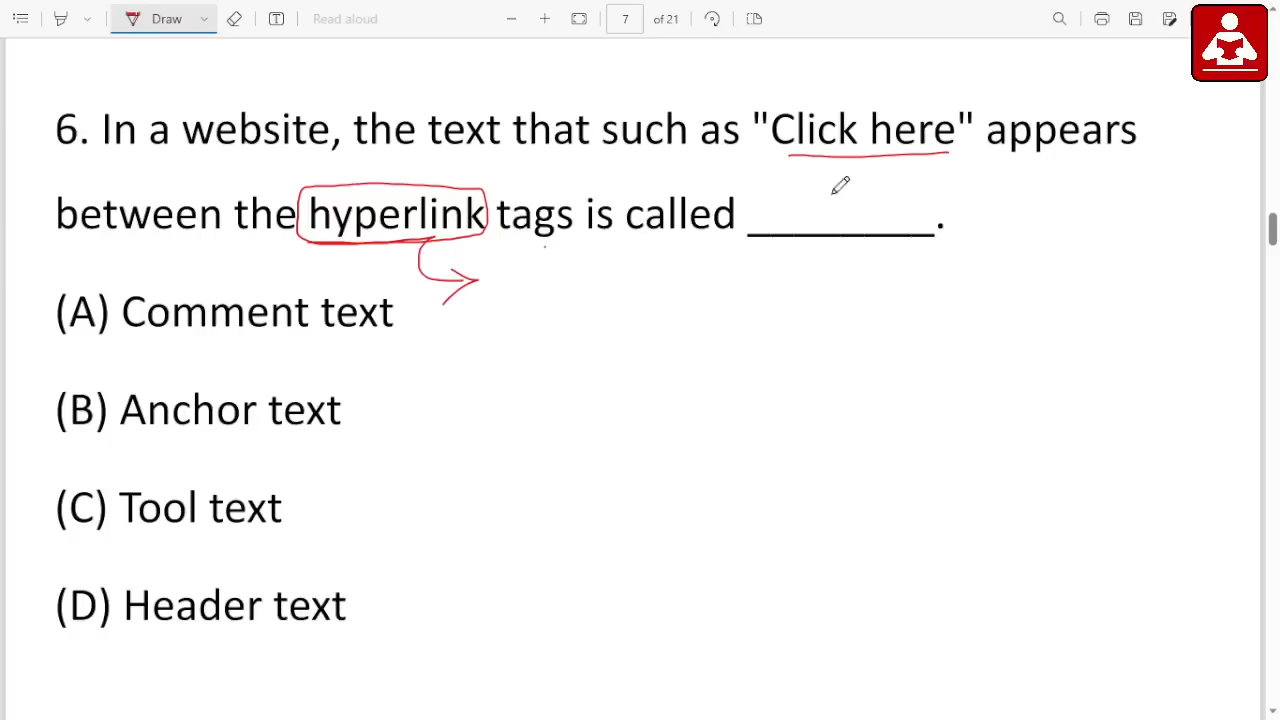 Draw
Read aloud
7 of 21
6. In a website, the text that such as "Click here" appears
between the hyperlink tags is called ________.
(A) Comment text
(B) Anchor text
(C) Tool text
(D) Header text